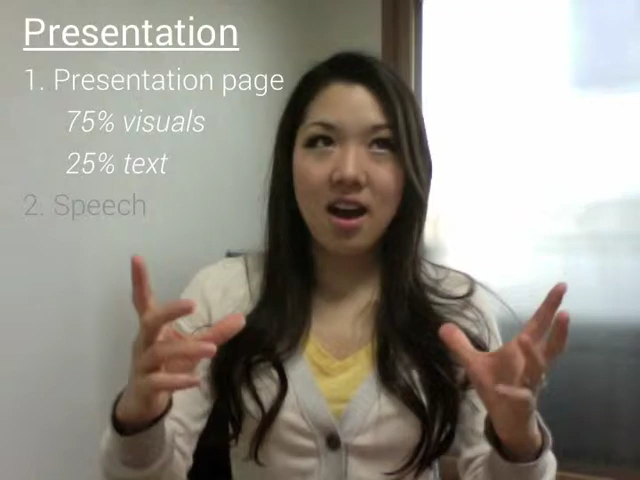 Presentation
1. Presentation page
75% visuals
25% text
2. Speech